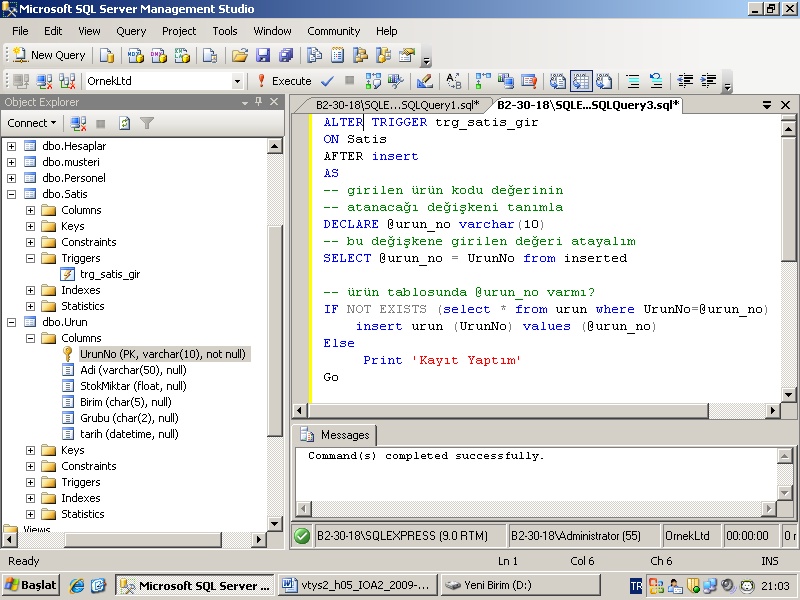 Microsoft SQL Server Management Studio
File Edit View Query Project Tools Window Community Help
New Query
OrnekLtd Execute
Object Explorer
Connect
dbo.Hesaplar
dbo.musteri
dbo.Personel
dbo.Satis
Columns
Keys
Constraints
Triggers
trg_satis_gir
Indexes
Statistics
dbo.Urun
Columns
UrunNo (PK, varchar(10), not null)
Adi (varchar(50), null)
StokMiktar (float, null)
Birim (char(5), null)
Grubu (char(2), null)
tarih (datetime, null)
Keys
Constraints
Triggers
Indexes
Statistics
Views
B2-30-18\SQLE...SQLQuery1.sql* B2-30-18\SQLE...SQLQuery3.sql*
ALTER TRIGGER trg_satis_gir
ON Satis
AFTER insert
AS
-- girilen ürün kodu değerinin
-- atanacağı değişkeni tanımla
DECLARE @urun_no varchar(10)
-- bu değişkene girilen değeri atayalım
SELECT @urun_no = UrunNo from inserted
-- ürün tablosunda @urun_no varmı?
IF NOT EXISTS (select * from urun where UrunNo=@urun_no)
insert urun (UrunNo) values (@urun_no)
Else
Print 'Kayıt Yaptım'
Go
Messages
Command(s) completed successfully.
B2-30-18\SQLEXPRESS (9.0 RTM) B2-30-18\Administrator (55) OrnekLtd 00:00:00 0 r
Ready Ln 1 Col 6 Ch 6 INS
Başlat Microsoft SQL Server ... vtys2_h05_IOA2_2009-... Yeni Birim (D:) TR 21:03